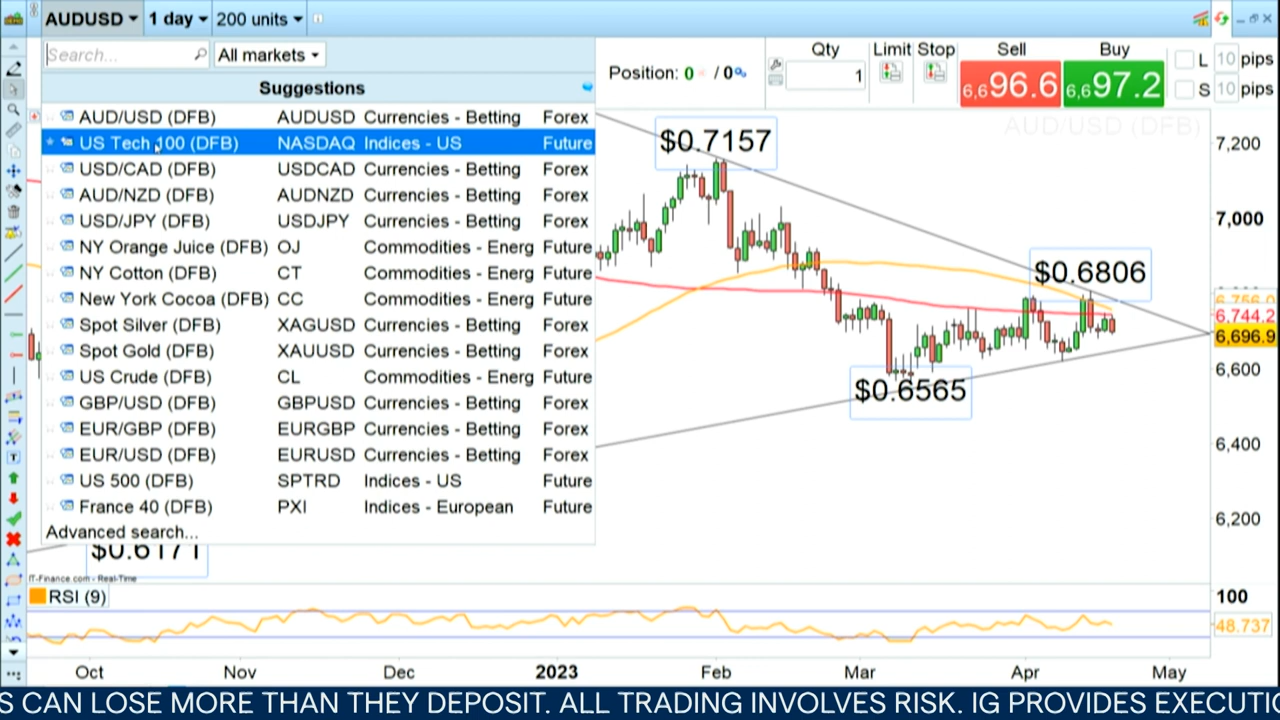 AUDUSD 1 day 200 units
Search... All markets
Suggestions
AUD/USD (DFB) AUDUSD Currencies - Betting Forex
US Tech 100 (DFB) NASDAQ Indices - US Future
USD/CAD (DFB) USDCAD Currencies - Betting Forex
AUD/NZD (DFB) AUDNZD Currencies - Betting Forex
USD/JPY (DFB) USDJPY Currencies - Betting Forex
NY Orange Juice (DFB) OJ Commodities - Energ Future
NY Cotton (DFB) CT Commodities - Energ Future
New York Cocoa (DFB) CC Commodities - Energ Future
Spot Silver (DFB) XAGUSD Currencies - Betting Forex
Spot Gold (DFB) XAUUSD Currencies - Betting Forex
US Crude (DFB) CL Commodities - Energ Future
GBP/USD (DFB) GBPUSD Currencies - Betting Forex
EUR/GBP (DFB) EURGBP Currencies - Betting Forex
EUR/USD (DFB) EURUSD Currencies - Betting Forex
US 500 (DFB) SPTRD Indices - US Future
France 40 (DFB) PXI Indices - European Future
Advanced search...
Position: 0 / 0
Qty Limit Stop Sell Buy
1 6,696.6 6,697.2
L 10 pips
S 10 pips
AUD/USD (DFB)
$0.7157
$0.6806
$0.6565
$0.6171
7,200
7,000
6,744.2
6,696.9
6,600
6,400
6,200
IT-Finance.com - Real-Time
RSI (9)
100
48.737
Oct Nov Dec 2023 Feb Mar Apr May
S CAN LOSE MORE THAN THEY DEPOSIT. ALL TRADING INVOLVES RISK. IG PROVIDES EXECUTIO